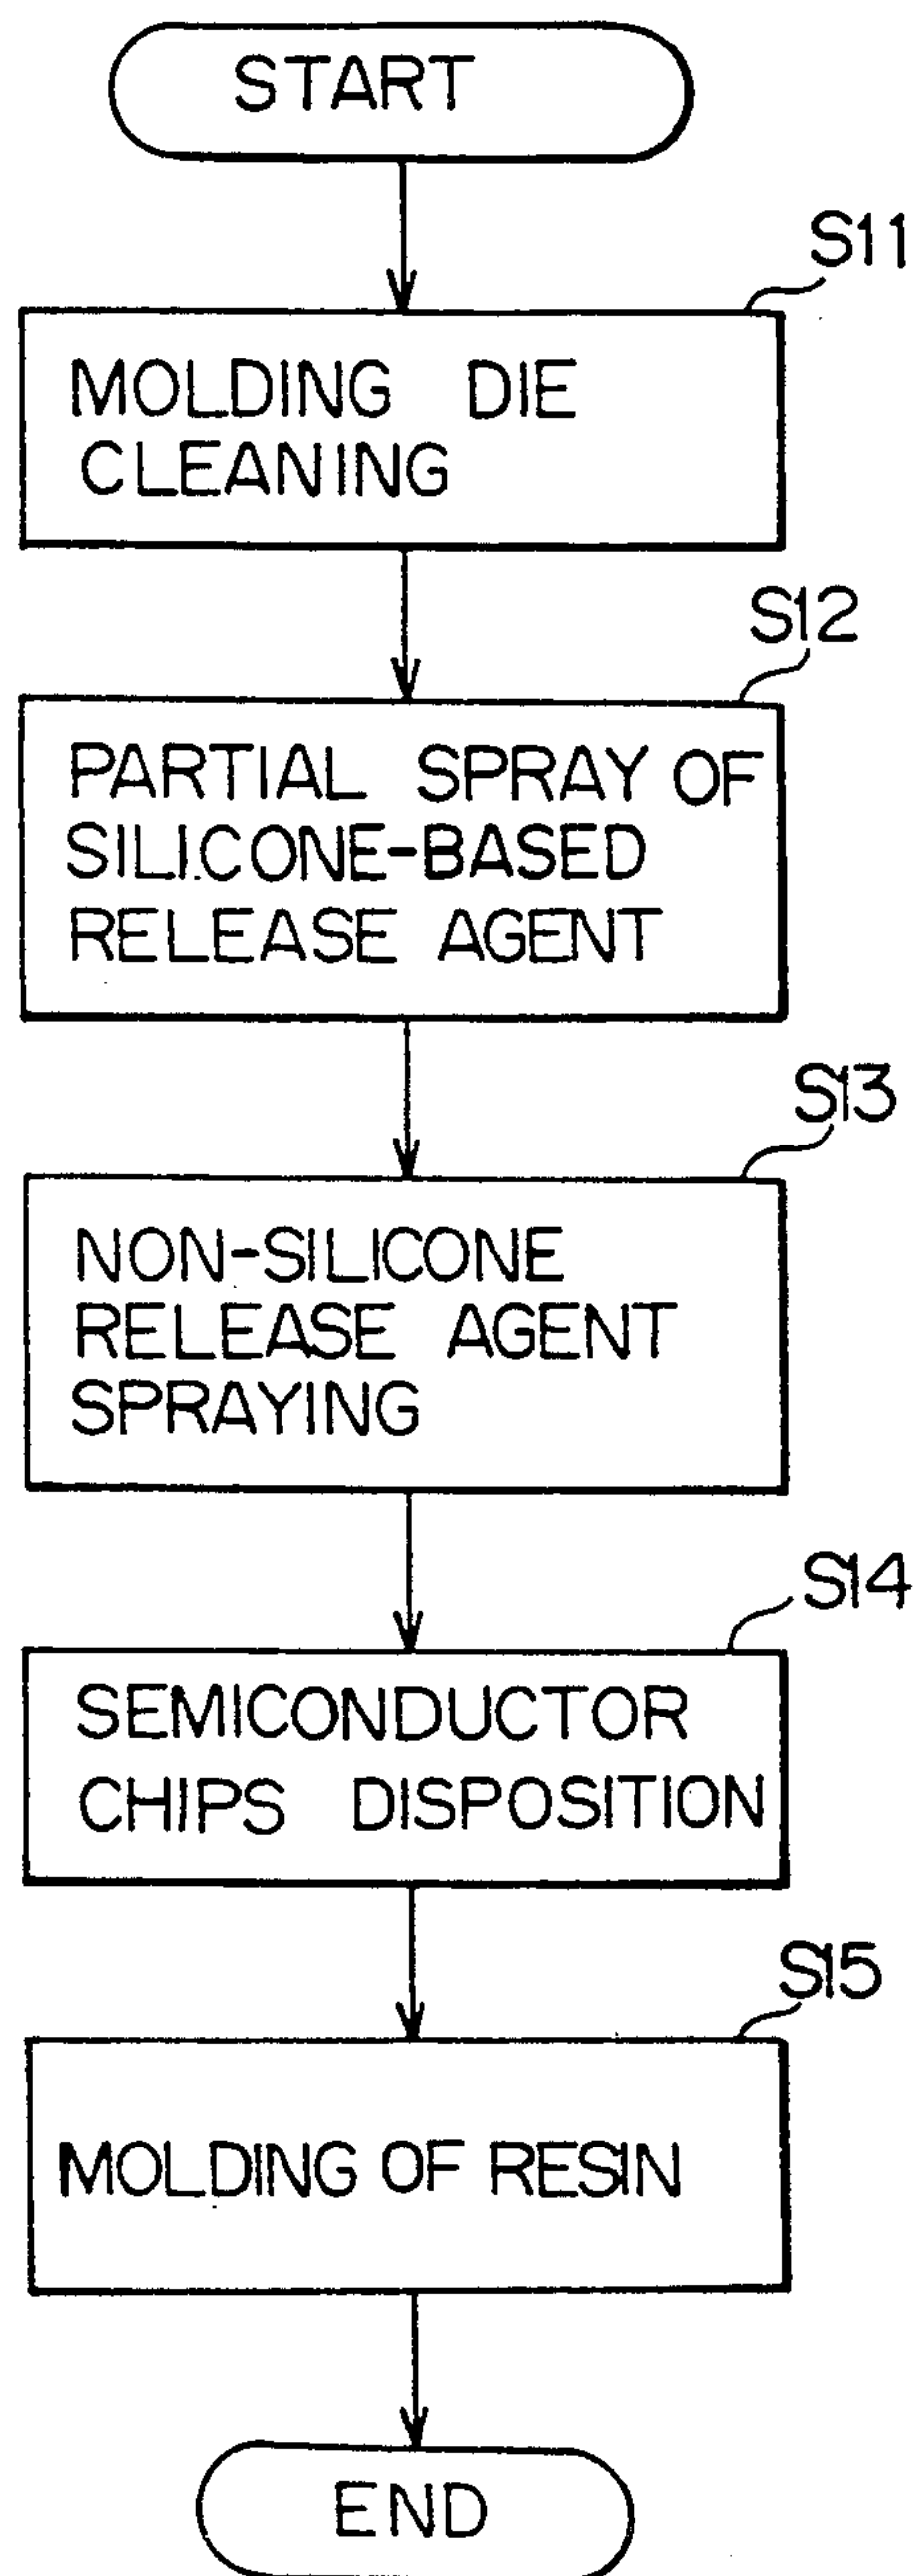 START
S11
MOLDING DIE
CLEANING
S12
PARTIAL SPRAY OF
SILICONE-BASED
RELEASE AGENT
S13
NON-SILICONE
RELEASE AGENT
SPRAYING
S14
SEMICONDUCTOR
CHIPS DISPOSITION
S15
MOLDING OF RESIN
END